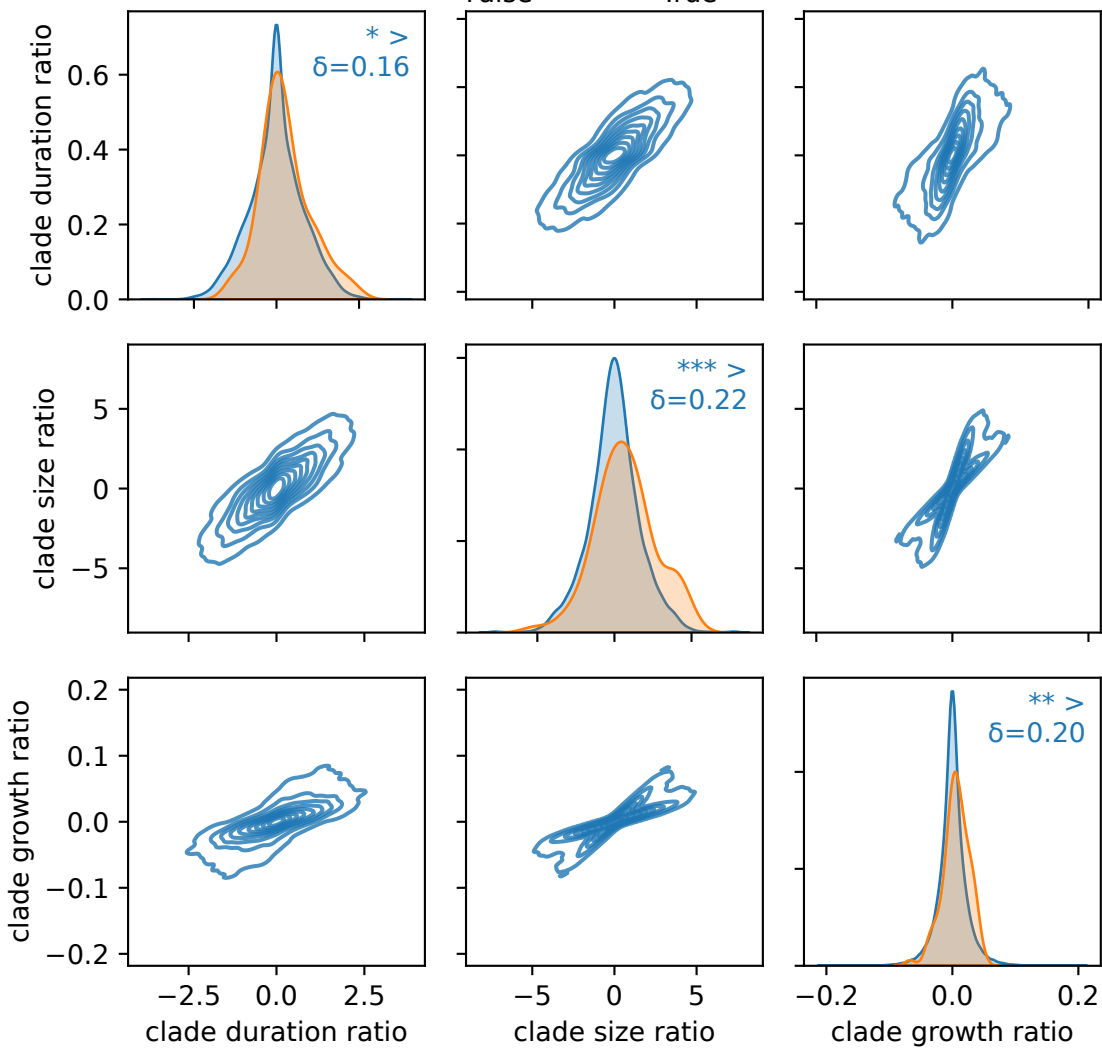 False True
clade duration ratio
0.6
0.4
0.2
0.0
* >
δ=0.16
clade size ratio
5
0
−5
*** >
δ=0.22
clade growth ratio
0.2
0.1
0.0
−0.1
−0.2
** >
δ=0.20
−2.5 0.0 2.5
−5 0 5
−0.2 0.0 0.2
clade duration ratio
clade size ratio
clade growth ratio